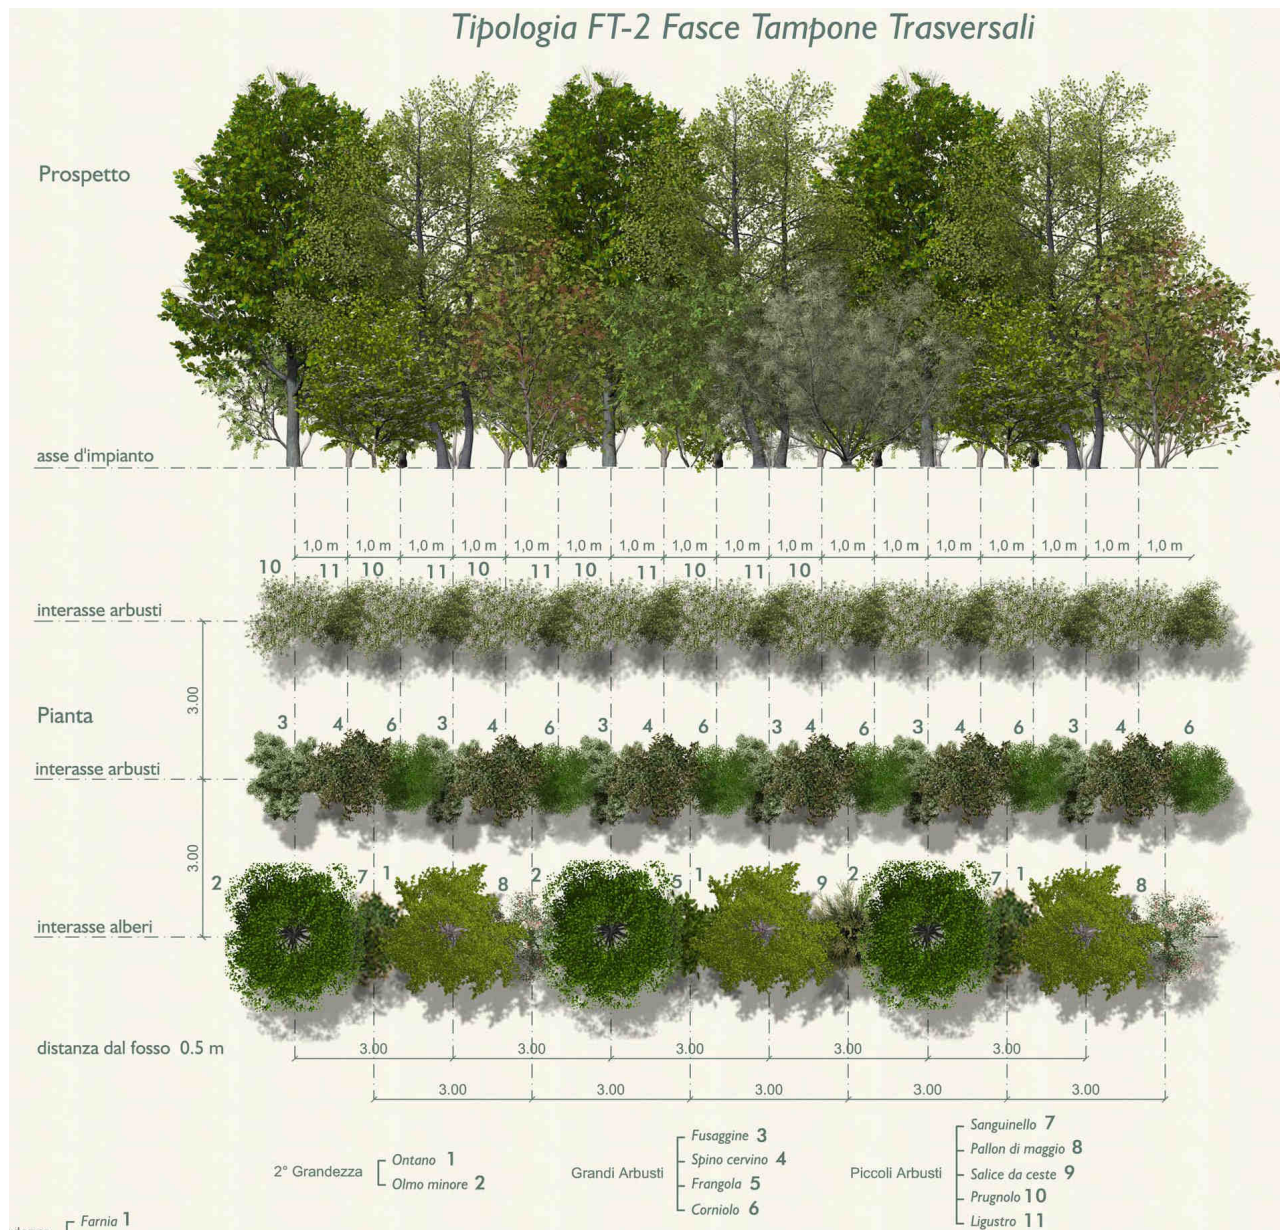 Tipologia FT-2 Fasce Tampone Trasversali
Prospetto
asse d'impianto
1,0 m 1,0 m 1,0 m 1,0 m 1,0 m 1,0 m 1,0 m 1,0 m 1,0 m 1,0 m 1,0 m 1,0 m 1,0 m 1,0 m 1,0 m 1,0 m 1,0 m
10 11 10 11 10 11 10 11 10 11 10
interasse arbusti
3.00
Pianta
3 4 6 3 4 6 3 4 6 3 4 6 3 4 6 3 4 6
interasse arbusti
3.00
2 7 1 8 2 5 1 9 2 7 1 8
interasse alberi
distanza dal fosso 0.5 m
3.00 3.00 3.00 3.00 3.00
3.00 3.00 3.00 3.00 3.00
2° Grandezza
Ontano 1
Olmo minore 2
Grandi Arbusti
Fusaggine 3
Spino cervino 4
Frangola 5
Corniolo 6
Piccoli Arbusti
Sanguinello 7
Pallon di maggio 8
Salice da ceste 9
Prugnolo 10
Ligustro 11
Farnia 1